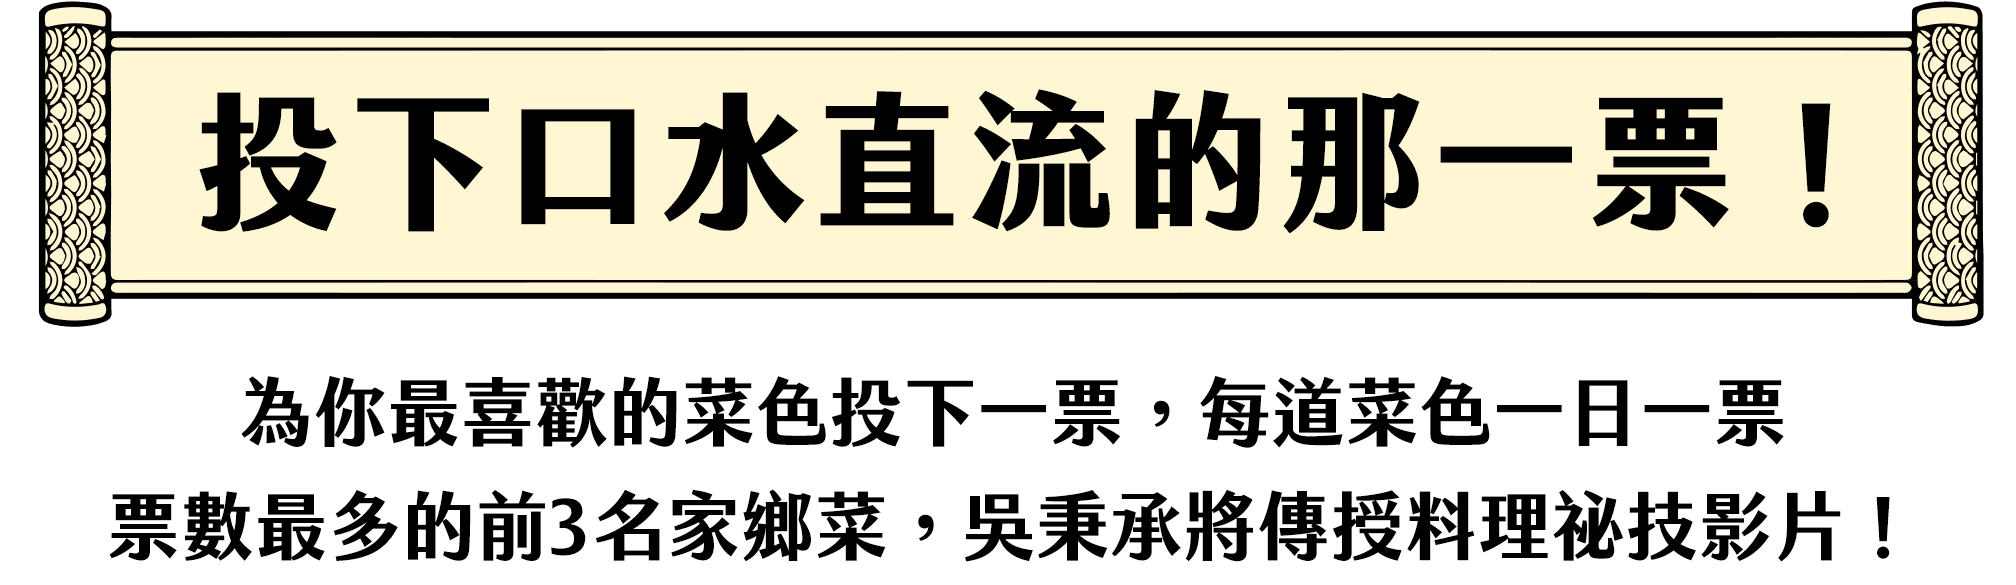 投下口水直流的那一票！
為你最喜歡的菜色投下一票，每道菜色一日一票
票數最多的前3名家鄉菜，吳秉承將傳授料理祕技影片！